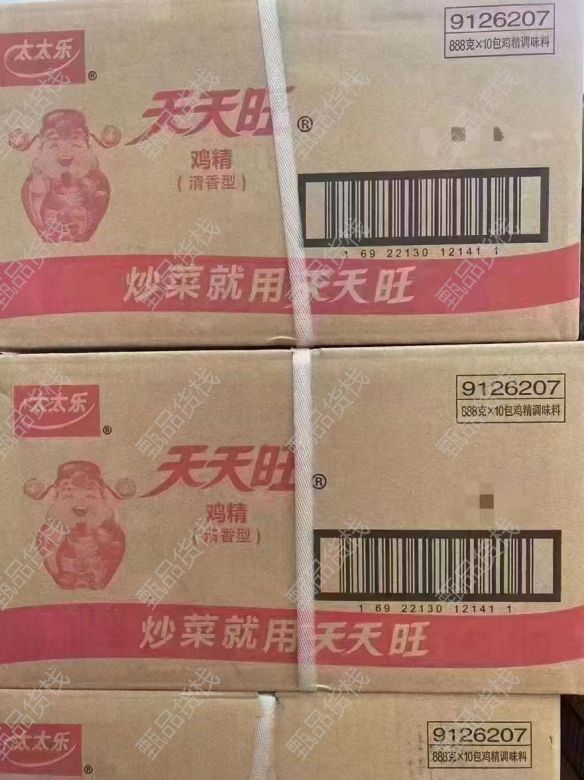 太太乐
®
9126207
888克×10包鸡精调味料
天天旺®
鸡精
(清香型)
1 69 22130 12141 1
炒菜就用天天旺
太太乐
®
9126207
888克×10包鸡精调味料
天天旺®
鸡精
(清香型)
1 69 22130 12141 1
炒菜就用天天旺
太太乐
®
9126207
888克×10包鸡精调味料
甄品货栈